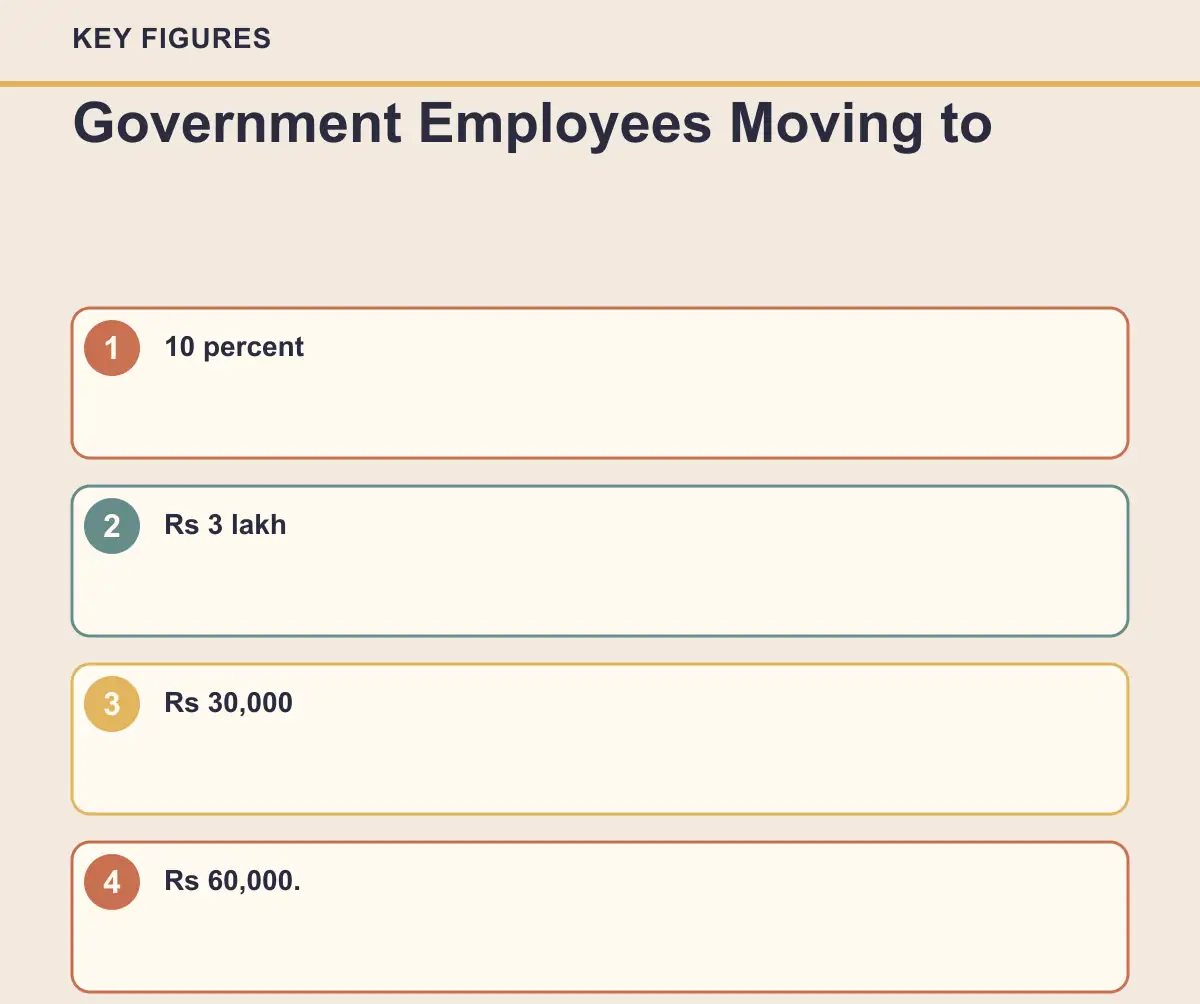 KEY FIGURES
Government Employees Moving to
1 10 percent
2 Rs 3 lakh
3 Rs 30,000
4 Rs 60,000.